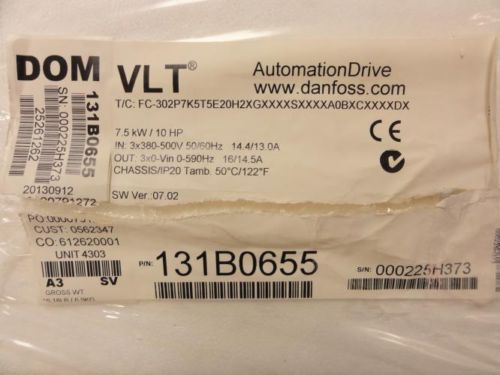 DOM
131B0655
SN. 000225H373
25261262
VLT®
AutomationDrive
www.danfoss.com
T/C: FC-302P7K5T5E20H2XGXXXXSXXXXA0BXCXXXXDX
7.5 kW / 10 HP
IN: 3x380-500V 50/60Hz 14.4/13.0A
OUT: 3x0-Vin 0-590Hz 16/14.5A
CHASSIS/IP20 Tamb. 50°C/122°F
SW Ver.:07.02
20130912
CUST: 0562347
CO: 612620001
UNIT 4303
A3 SV
GROSS WT
P/N: 131B0655
S/N: 000225H373